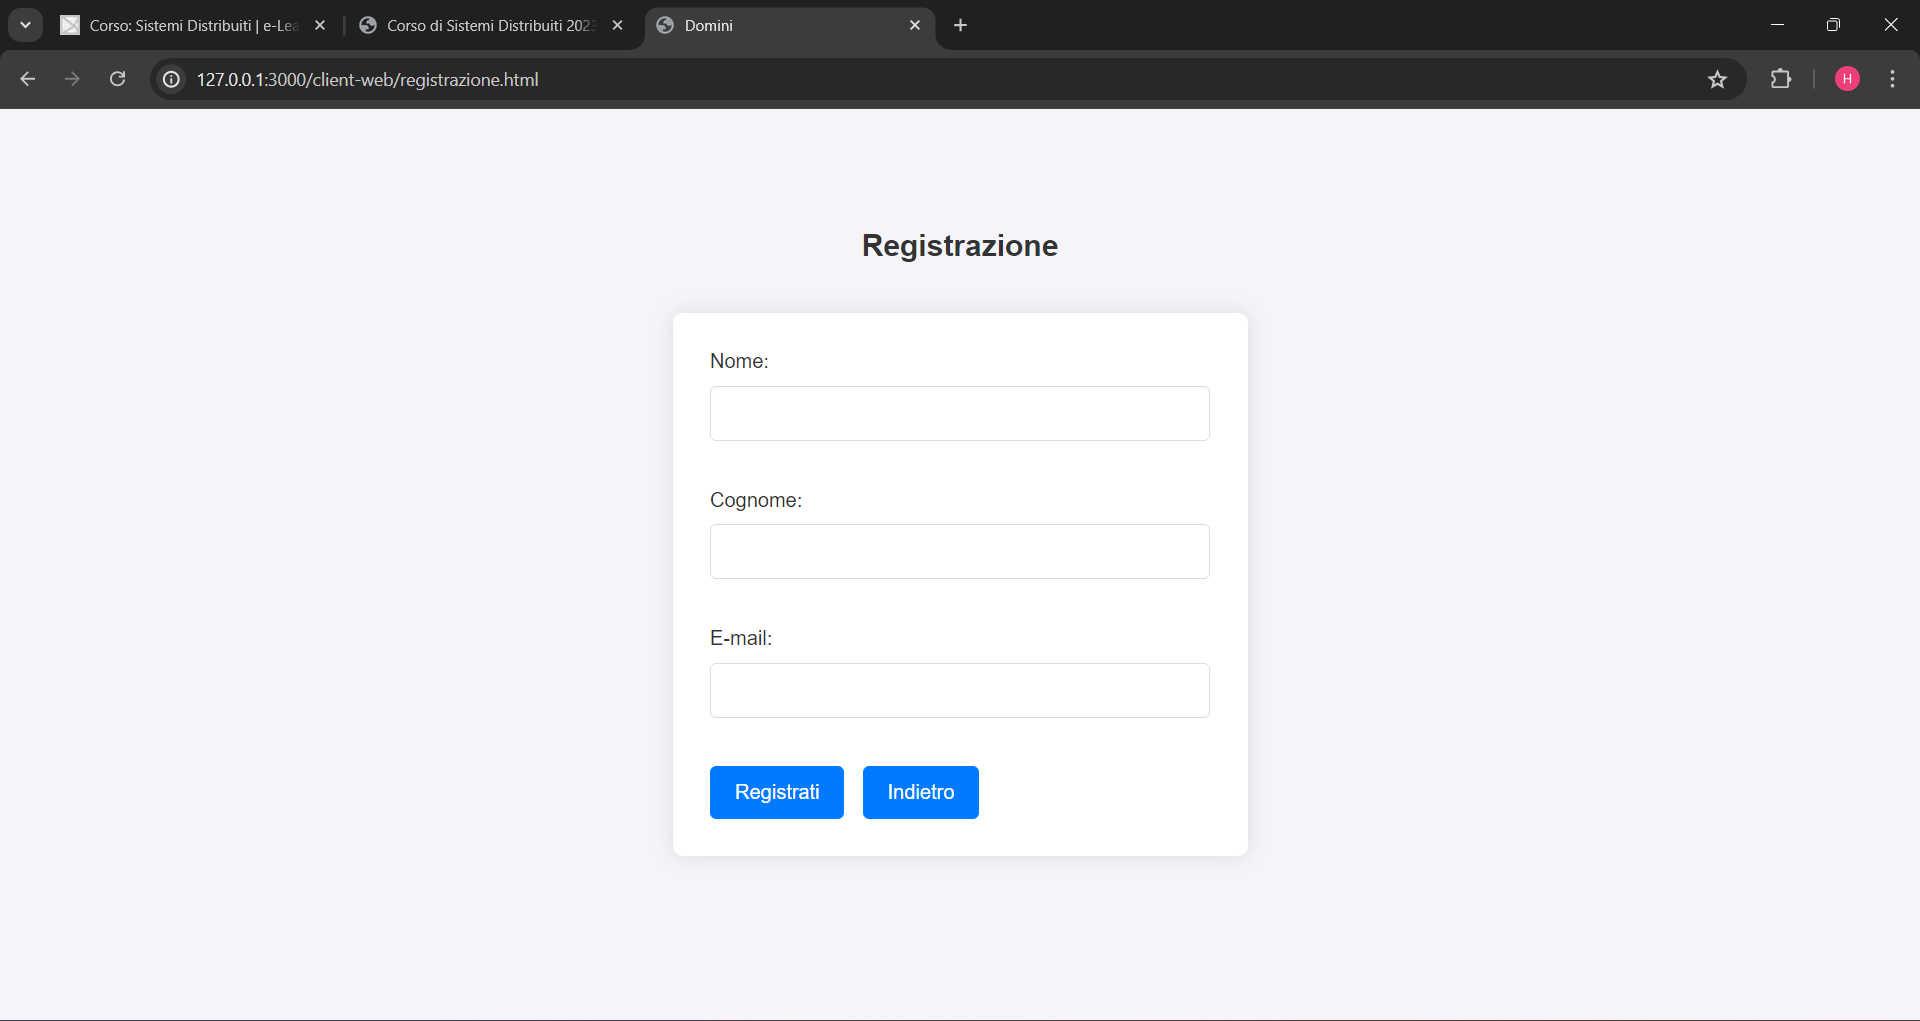 Corso: Sistemi Distribuiti | e-Lea
Corso di Sistemi Distribuiti 2023
Domini
127.0.0.1:3000/client-web/registrazione.html
H
Registrazione
Nome:
Cognome:
E-mail:
Registrati Indietro